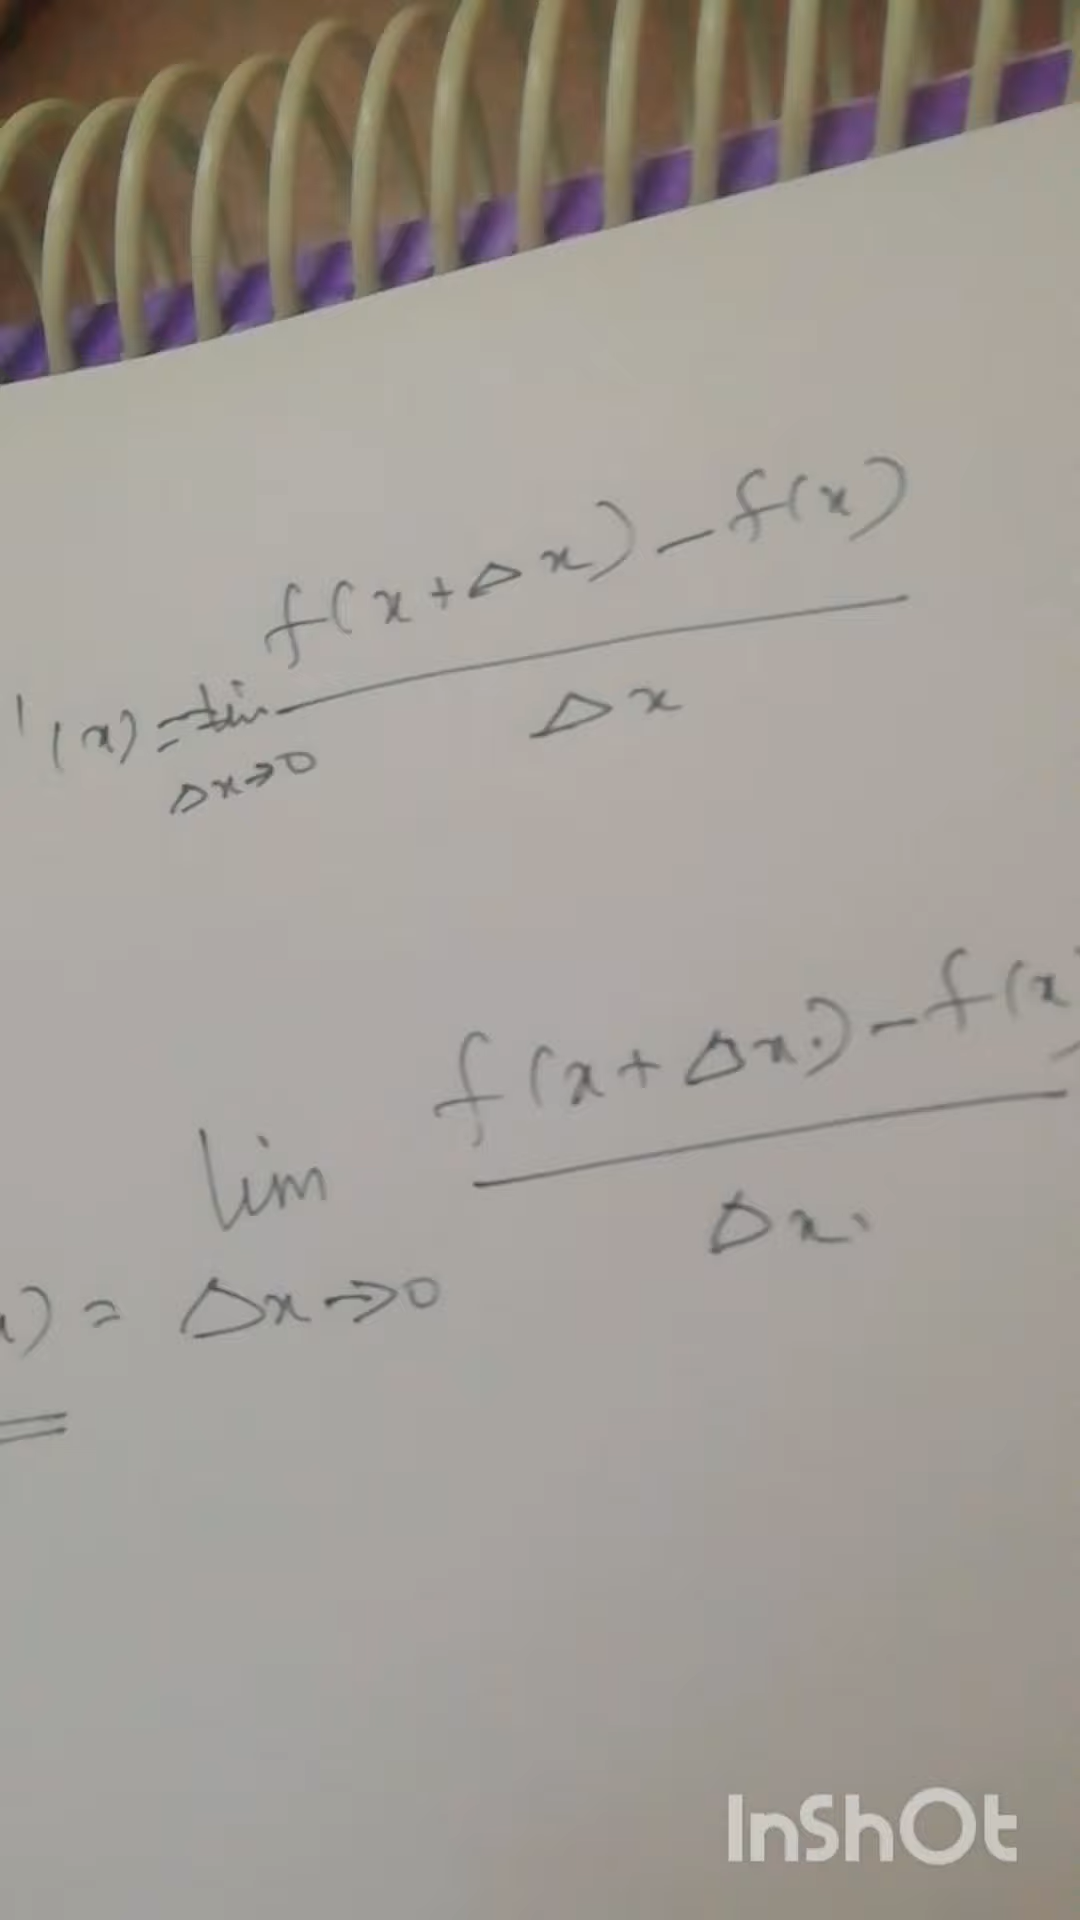 f(x+Δx) - f(x)
'(x) = lim
Δx→0 Δx
f(x+Δx.) - f(x)
lim
Δx.
x) = Δx→0
InShOt